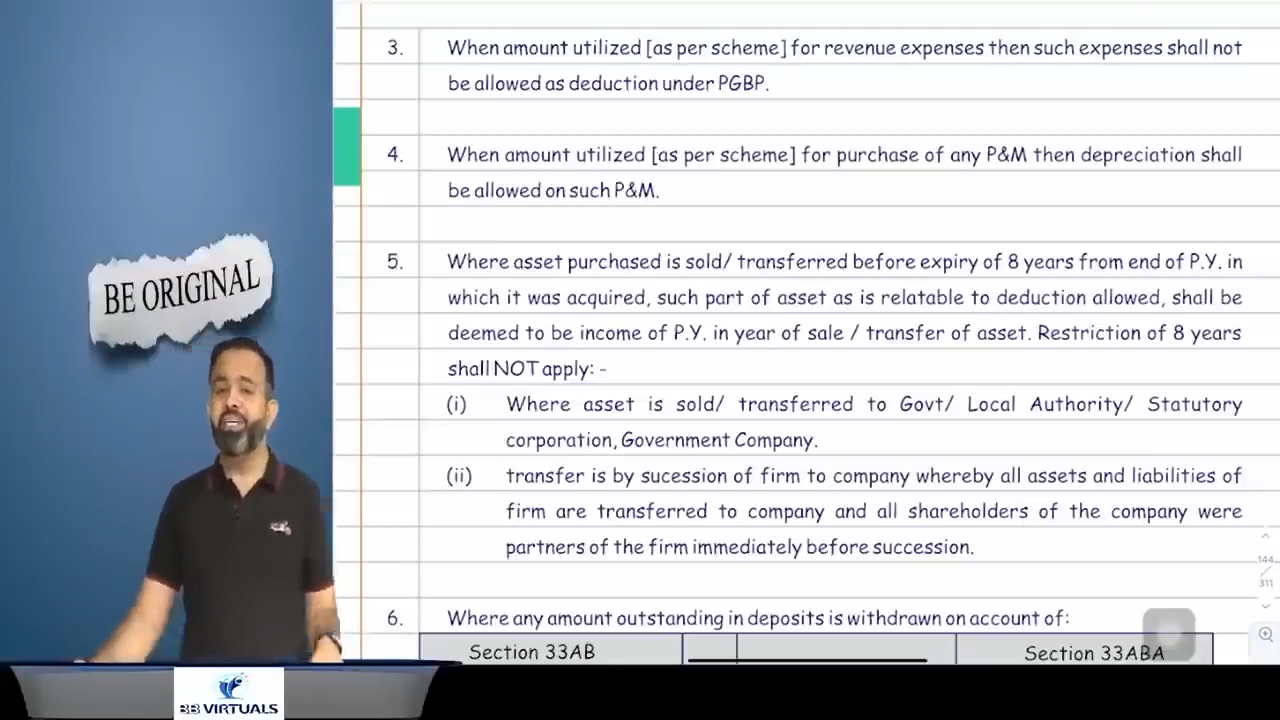 3. When amount utilized [as per scheme] for revenue expenses then such expenses shall not
be allowed as deduction under PGBP.
4. When amount utilized [as per scheme] for purchase of any P&M then depreciation shall
be allowed on such P&M.
BE ORIGINAL
5. Where asset purchased is sold/ transferred before expiry of 8 years from end of P.Y. in
which it was acquired, such part of asset as is relatable to deduction allowed, shall be
deemed to be income of P.Y. in year of sale / transfer of asset. Restriction of 8 years
shall NOT apply: -
(i) Where asset is sold/ transferred to Govt/ Local Authority/ Statutory
corporation, Government Company.
(ii) transfer is by sucession of firm to company whereby all assets and liabilities of
firm are transferred to company and all shareholders of the company were
partners of the firm immediately before succession.
144
311
6. Where any amount outstanding in deposits is withdrawn on account of:
Section 33AB Section 33ABA
BB VIRTUALS